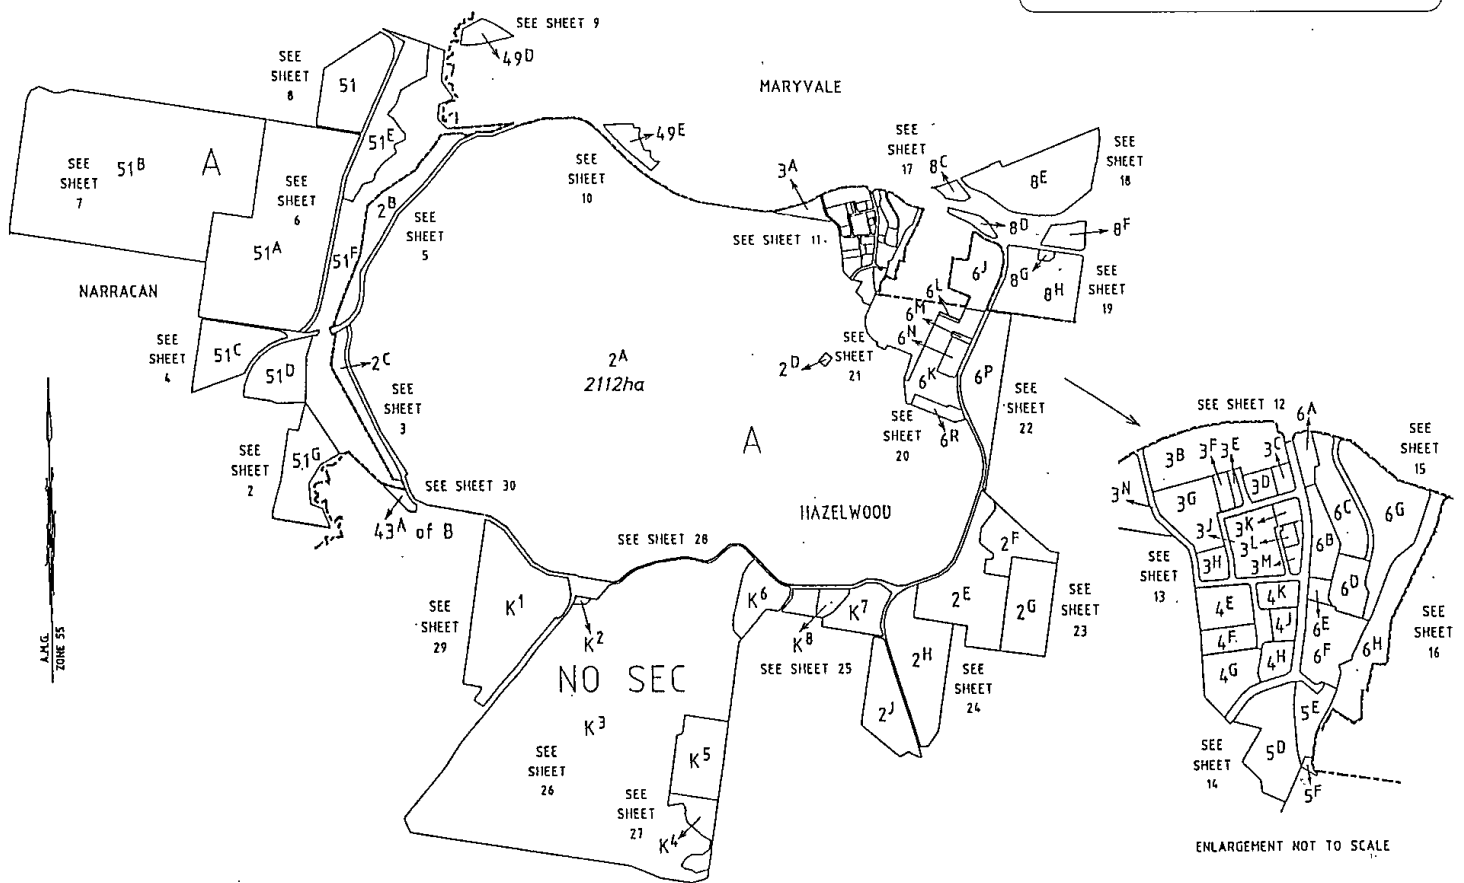 SEE SHEET 9
49D
SEE
SHEET
8
51
MARYVALE
51E
49E
SEE
SHEET
7
51B
A
SEE
SHEET
6
2B
SEE
SHEET
10
3A
SEE
SHEET
17
8C
8E
SEE
SHEET
18
SEE
SHEET
5
SEE SHEET 11
8D
8F
51A
51F
6J
8G
8H
SEE
SHEET
19
NARRACAN
6L
6M
6N
SEE
SHEET
4
51C
51D
2C
2A
2112ha
2D
SEE
SHEET
21
6K
6P
SEE
SHEET
3
SEE
SHEET
22
A
SEE
SHEET
20
6R
SEE
SHEET
2
51G
SEE SHEET 30
43A of B
HAZELWOOD
SEE SHEET 28
2F
K1
K2
K6
K8
K7
2E
2G
SEE
SHEET
23
SEE
SHEET
29
SEE SHEET 25
2H
SEE
SHEET
24
NO SEC
K3
2J
SEE
SHEET
26
K5
SEE
SHEET
27
K4
A.M.G.
ZONE 55
SEE SHEET 12
6A
SEE
SHEET
15
3B
3F
3E
3C
3D
3N
3G
6C
6G
3J
3K
6B
3L
3H
3M
6D
SEE
SHEET
13
4E
4K
4J
6E
SEE
SHEET
16
4F
6F
6H
4G
4H
5E
SEE
SHEET
14
5D
5F
ENLARGEMENT NOT TO SCALE